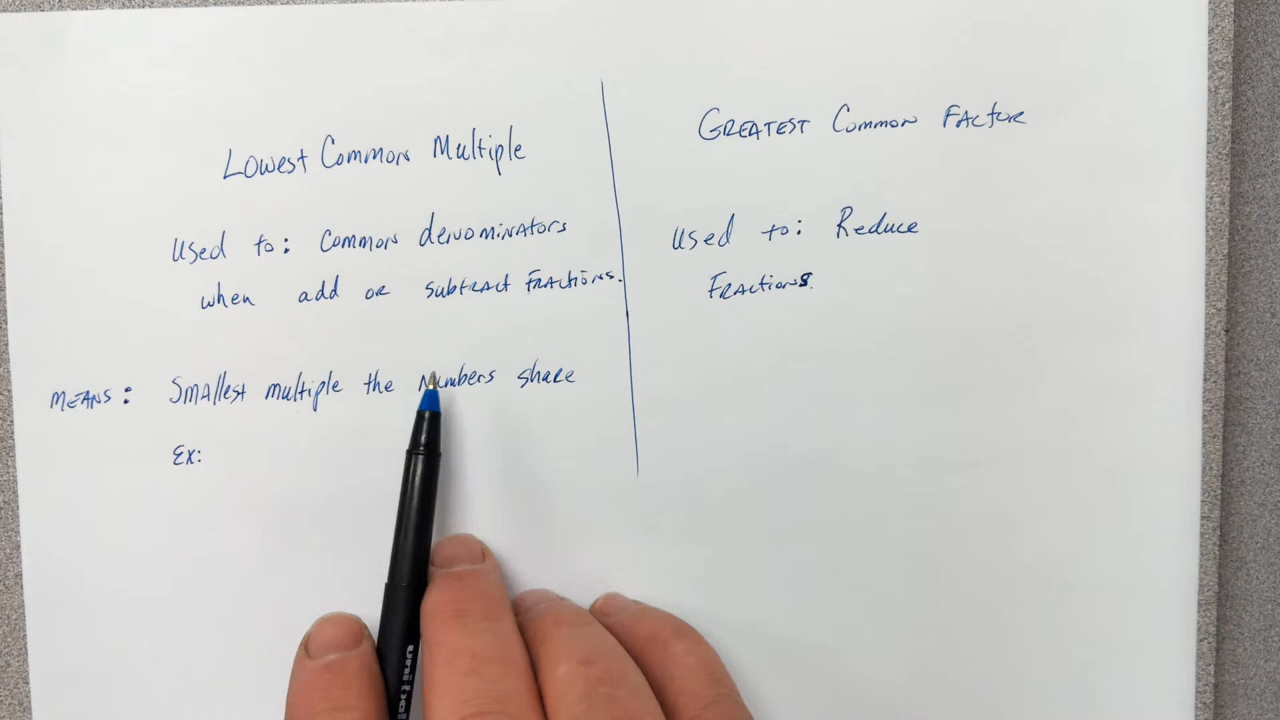 Lowest Common Multiple
Used to: Common denominators
when add or subtract fractions.
MEANS: Smallest multiple the Numbers share
Ex:
GREATEST Common FACTOR
Used to: Reduce
Fractions.
uni